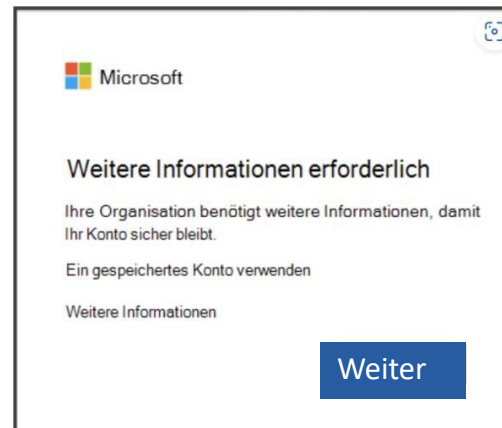 Microsoft
Weitere Informationen erforderlich
Ihre Organisation benötigt weitere Informationen, damit
Ihr Konto sicher bleibt.
Ein gespeichertes Konto verwenden
Weitere Informationen
Weiter